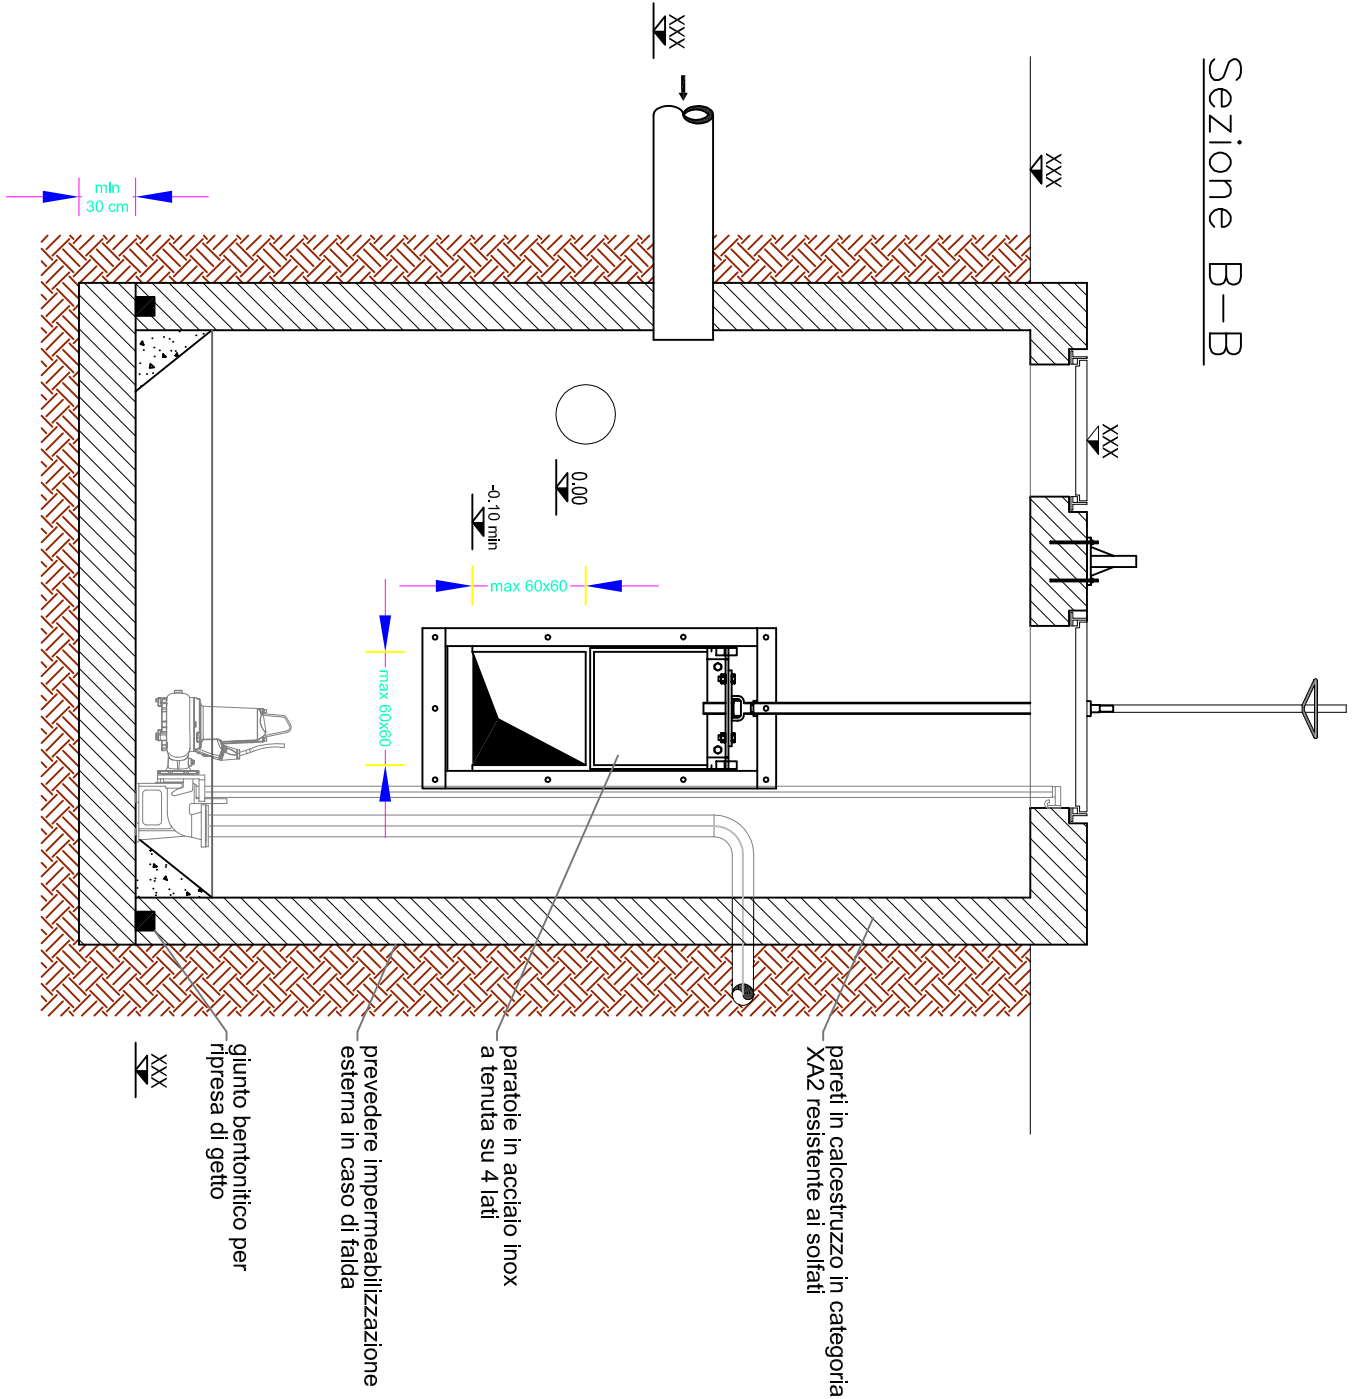 Sezione B-B
XXX
XXX
XXX
0.00
-0.10 min
max 60x60
max 60x60
min
30 cm
pareti in calcestruzzo in categoria
XA2 resistente ai solfati
paratoie in acciaio inox
a tenuta su 4 lati
prevedere impermeabilizzazione
esterna in caso di falda
giunto bentonitico per
ripresa di getto
XXX